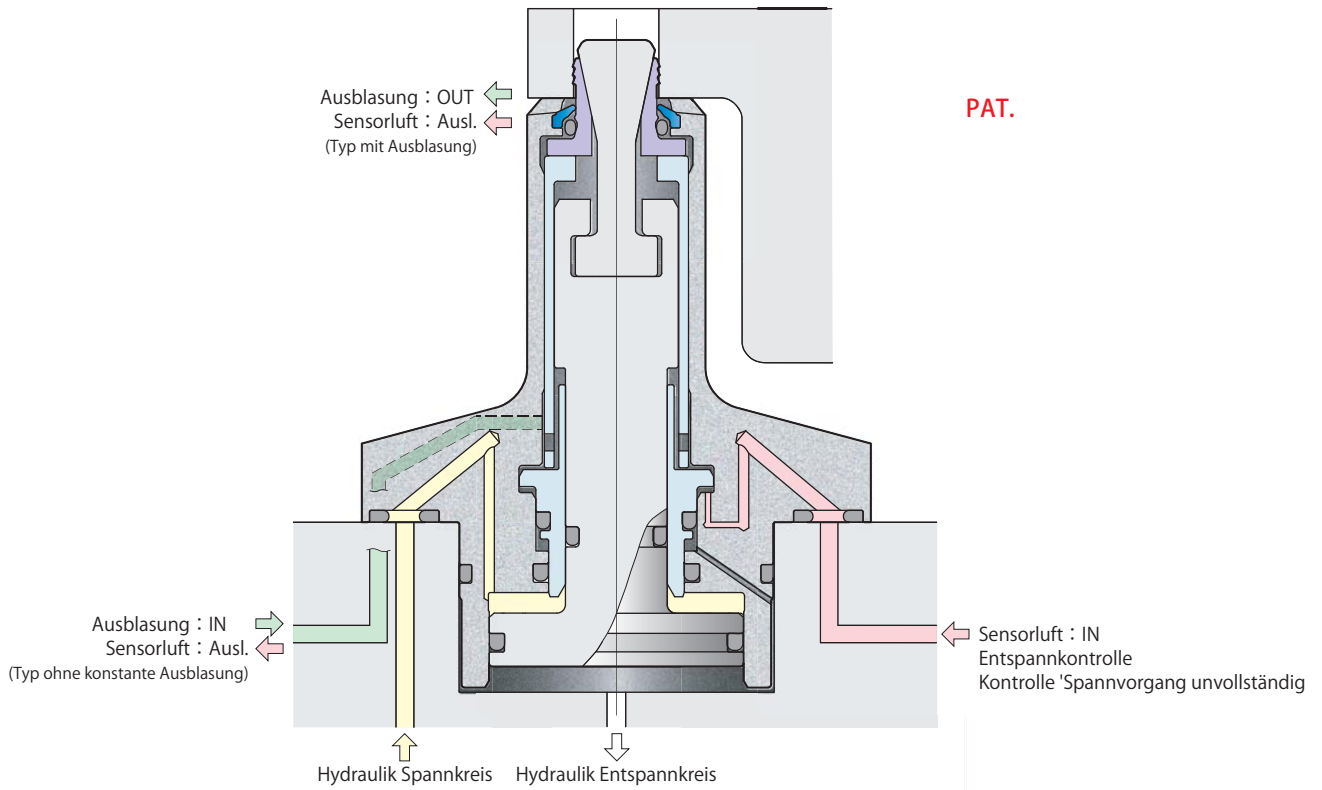 Ausblasung : OUT
Sensorluft : Ausl.
(Typ mit Ausblasung)
PAT.
Ausblasung : IN
Sensorluft : Ausl.
(Typ ohne konstante Ausblasung)
Sensorluft : IN
Entspannkontrolle
Kontrolle 'Spannvorgang unvollständig
Hydraulik Spannkreis
Hydraulik Entspannkreis